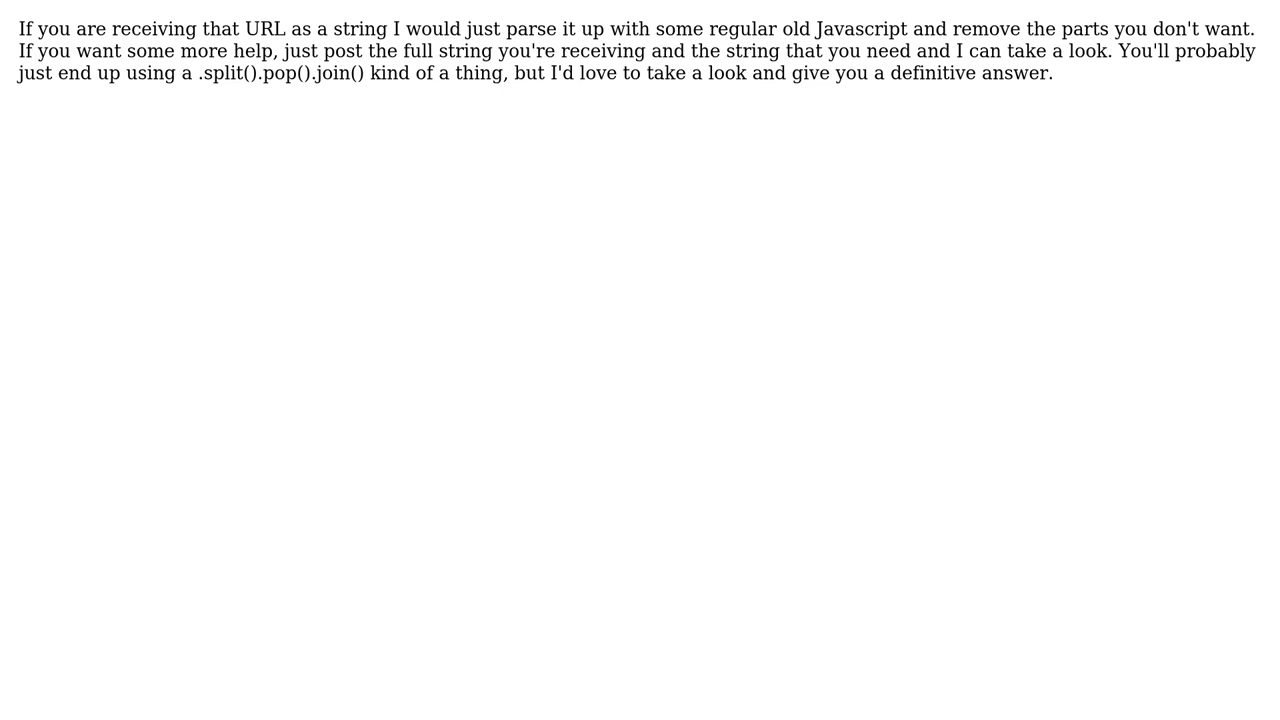 If you are receiving that URL as a string I would just parse it up with some regular old Javascript and remove the parts you don't want.
If you want some more help, just post the full string you're receiving and the string that you need and I can take a look. You'll probably
just end up using a .split().pop().join() kind of a thing, but I'd love to take a look and give you a definitive answer.